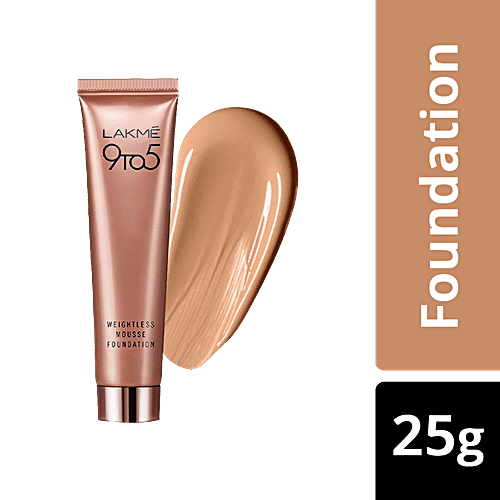 LAKMĒ
9TO5
WEIGHTLESS
MOUSSE
FOUNDATION
Foundation
25g